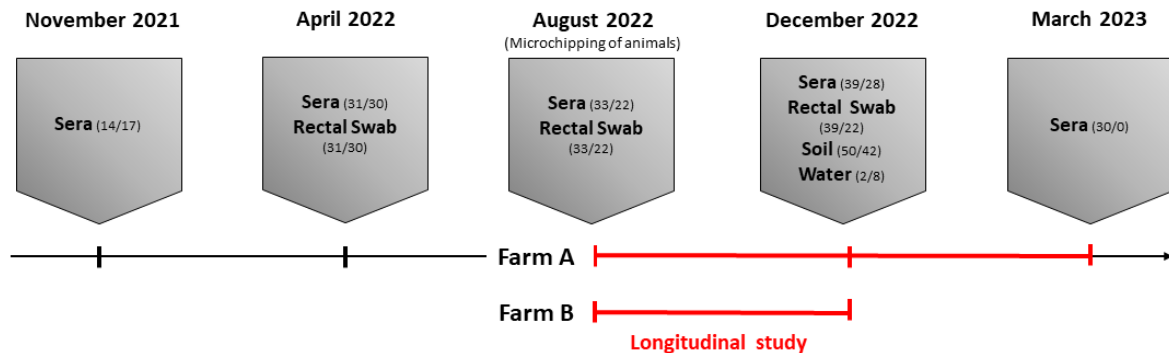 November 2021
April 2022
August 2022
December 2022
March 2023
(Microchipping of animals)
Sera (14/17)
Sera (31/30)
Rectal Swab
(31/30)
Sera (33/22)
Rectal Swab
(33/22)
Sera (39/28)
Rectal Swab
(39/22)
Soil (50/42)
Water (2/8)
Sera (30/0)
Farm A
Farm B
Longitudinal study